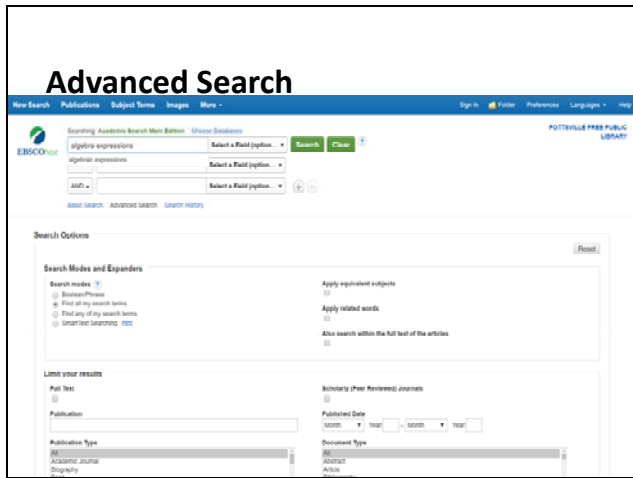 Advanced Search
New Search Publications Subject Terms Images More Sign In Folder Preferences Languages Help
Searching: Academic Search Main Edition Choose Databases
POTTSVILLE FREE PUBLIC LIBRARY
EBSCOhost
algebra expressions Select a Field (option... Search Clear ?
algebraic expressions Select a Field (option...
AND Select a Field (option... + −
Basic Search Advanced Search Search History
Search Options
Reset
Search Modes and Expanders
Search modes ? Apply equivalent subjects
Boolean/Phrase
Find all my search terms Apply related words
Find any of my search terms
SmartText Searching Hint Also search within the full text of the articles
Limit your results
Full Text Scholarly (Peer Reviewed) Journals
Publication Published Date
Month Year: – Month Year:
Publication Type Document Type
All All
Academic Journal Abstract
Biography Article